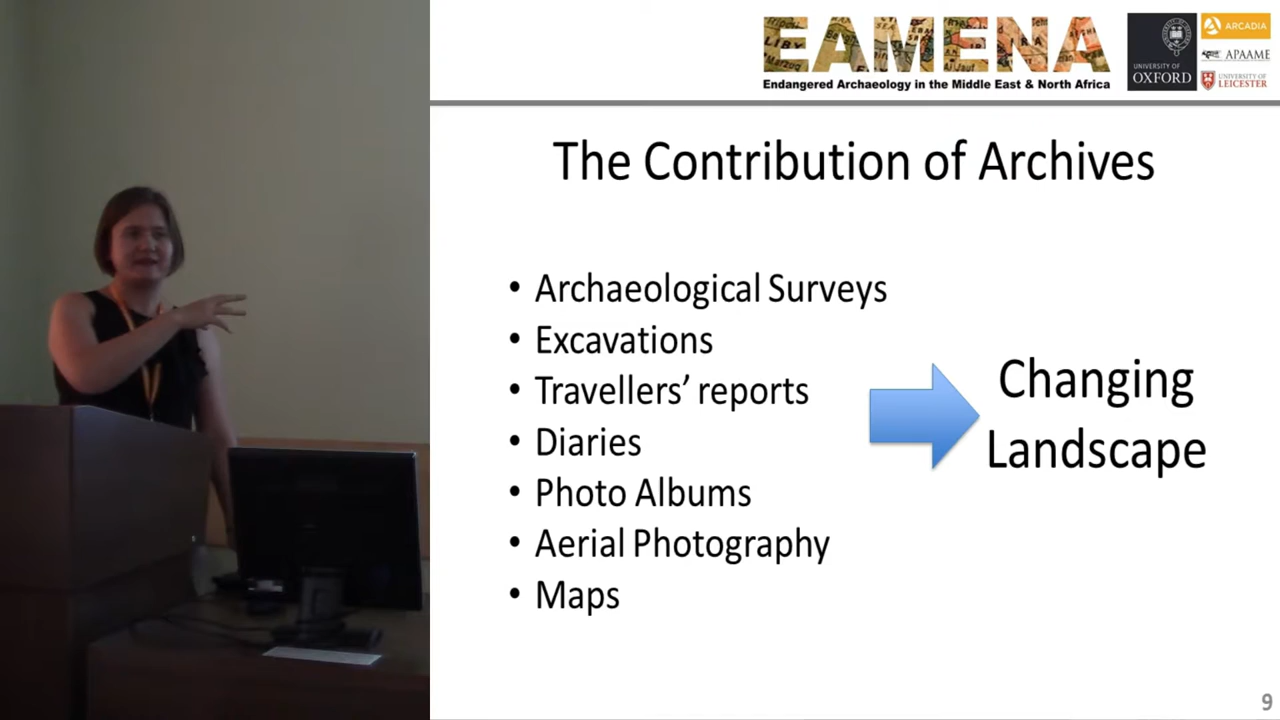 EAMENA
Endangered Archaeology in the Middle East & North Africa
UNIVERSITY OF
OXFORD
ARCADIA
APAAME
UNIVERSITY OF
LEICESTER
The Contribution of Archives
• Archaeological Surveys
• Excavations
• Travellers’ reports
• Diaries
• Photo Albums
• Aerial Photography
• Maps
Changing
Landscape
9